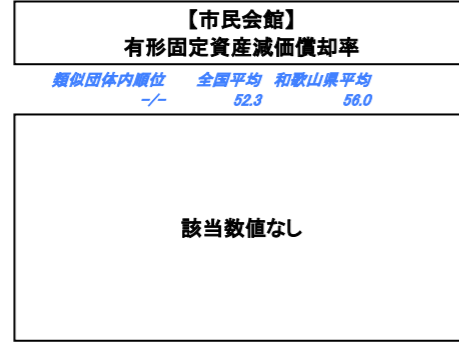 【市民会館】
有形固定資産減価償却率
類似団体内順位 全国平均 和歌山県平均
-/- 52.3 56.0
該当数値なし